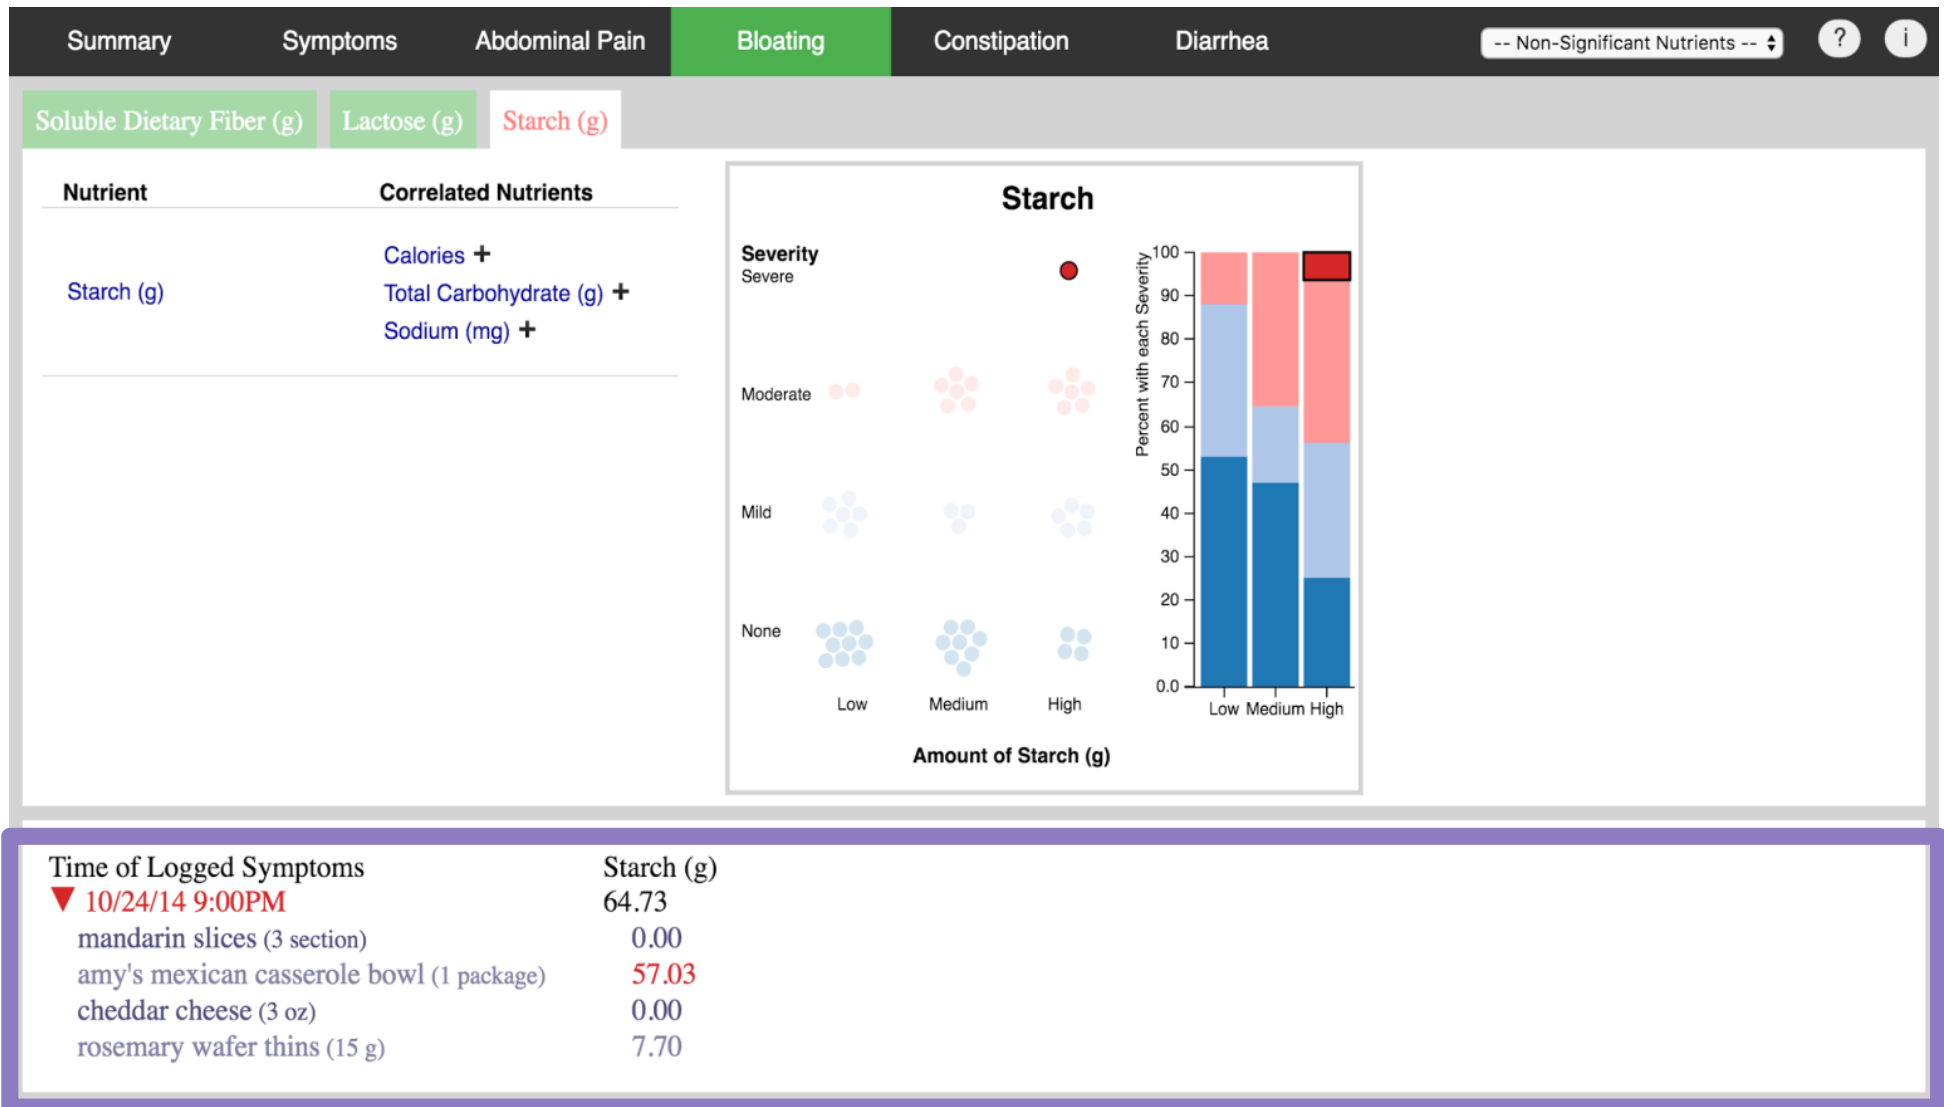 Summary Symptoms Abdominal Pain Bloating Constipation Diarrhea -- Non-Significant Nutrients -- ? i
Soluble Dietary Fiber (g) Lactose (g) Starch (g)
Nutrient Correlated Nutrients
Starch (g)
Calories +
Total Carbohydrate (g) +
Sodium (mg) +
Starch
Severity
Severe
Moderate
Mild
None
Low Medium High
Amount of Starch (g)
Percent with each Severity
100
90
80
70
60
50
40
30
20
10
0.0
Low Medium High
Time of Logged Symptoms Starch (g)
▼ 10/24/14 9:00PM 64.73
mandarin slices (3 section) 0.00
amy's mexican casserole bowl (1 package) 57.03
cheddar cheese (3 oz) 0.00
rosemary wafer thins (15 g) 7.70